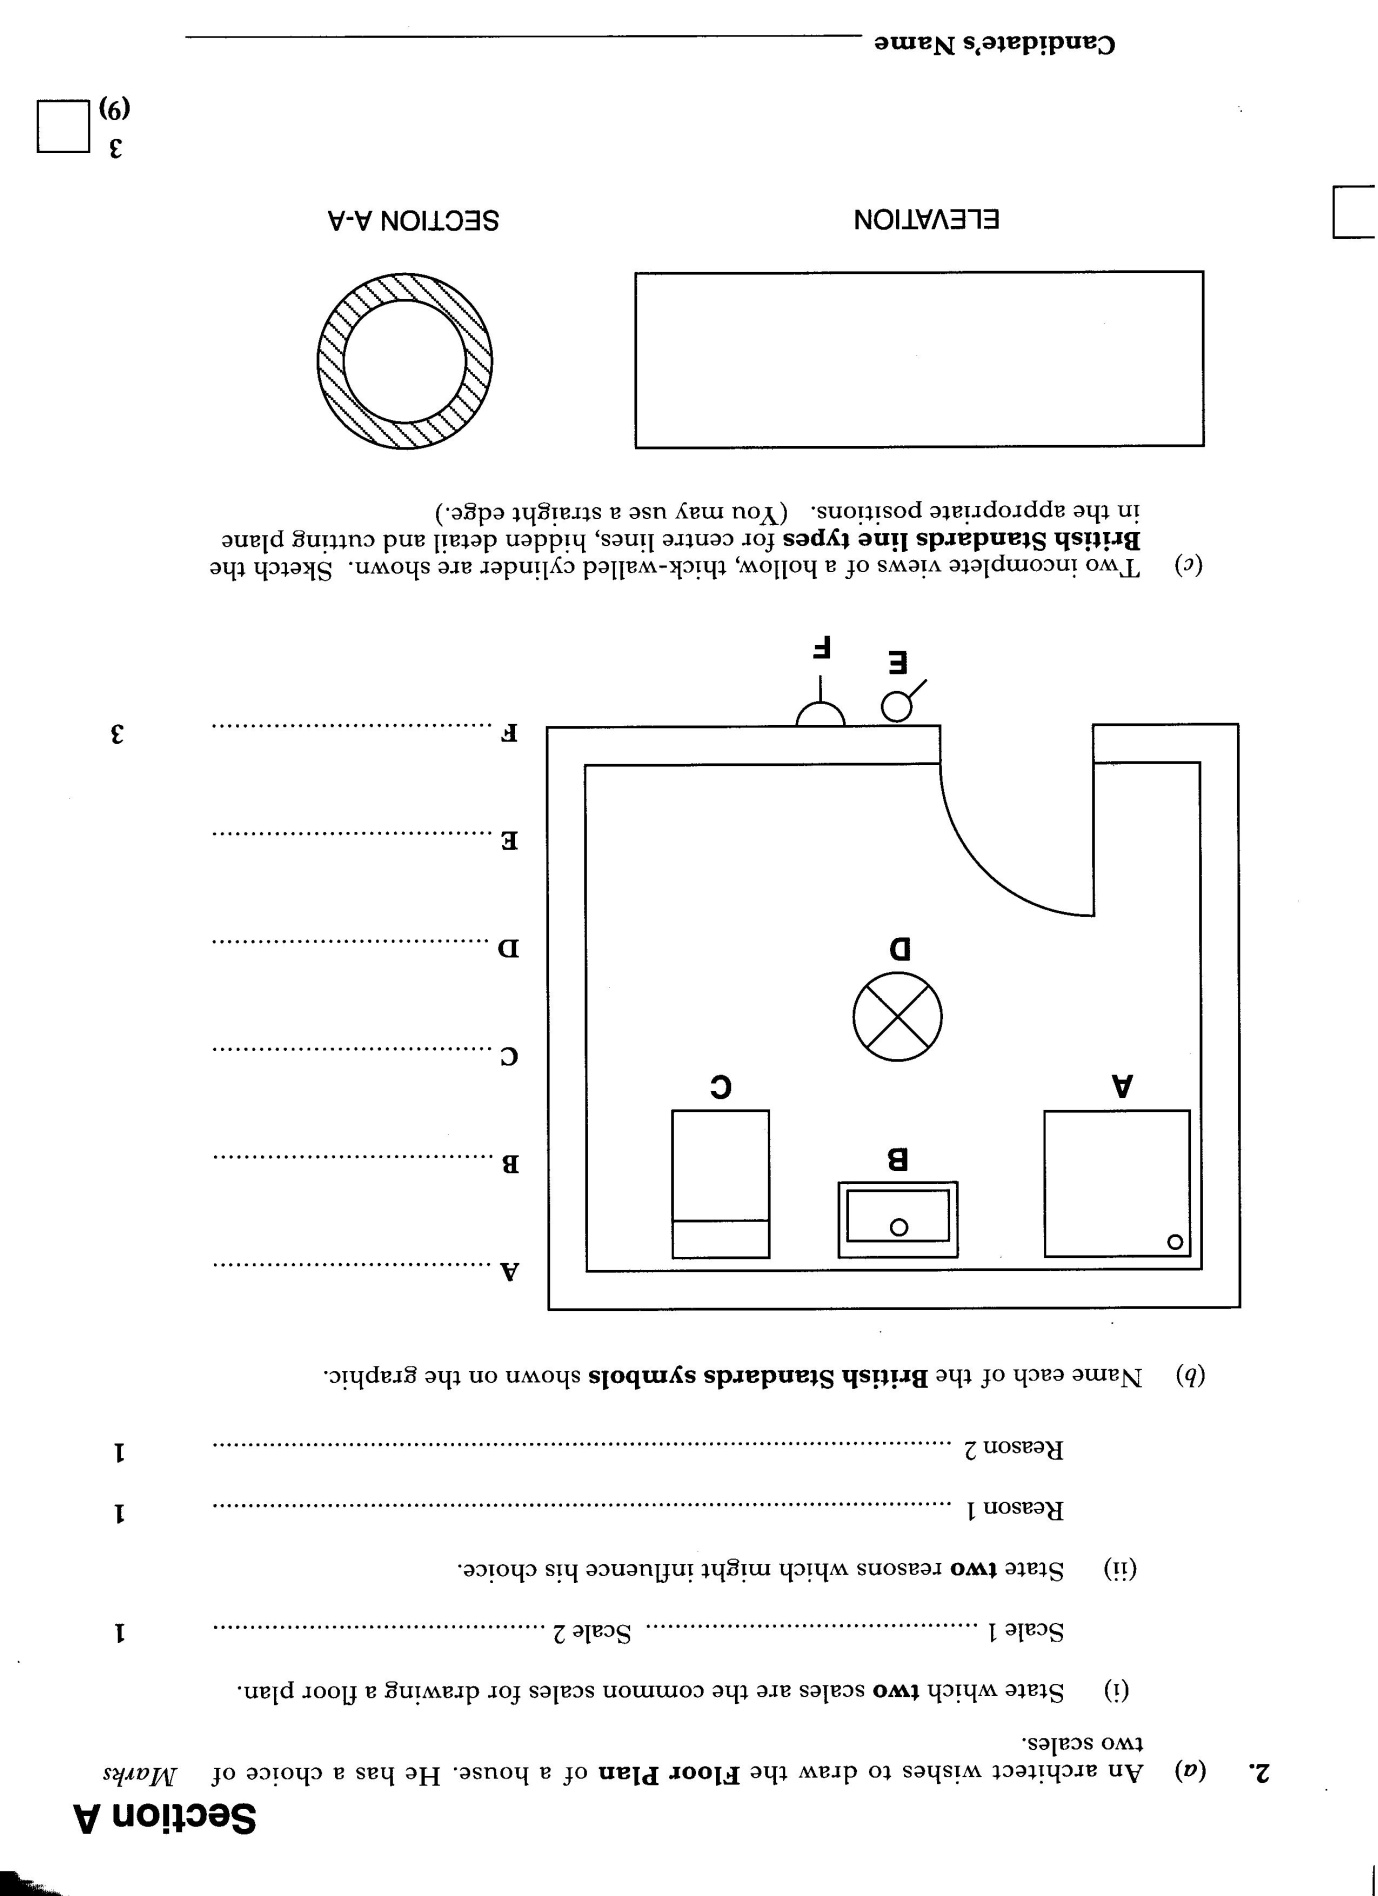 Section A
Marks
2. (a) An architect wishes to draw the Floor Plan of a house. He has a choice of
two scales.
(i) State which two scales are the common scales for drawing a floor plan.
Scale 1 ............................................ Scale 2 ............................................ 1
(ii) State two reasons which might influence his choice.
Reason 1 .................................................................................................. 1
Reason 2 .................................................................................................. 1
(b) Name each of the British Standards symbols shown on the graphic.
A .....................................
B .....................................
C .....................................
D .....................................
E .....................................
F ..................................... 3
A
B
C
D
E
F
(c) Two incomplete views of a hollow, thick-walled cylinder are shown. Sketch the
British Standards line types for centre lines, hidden detail and cutting plane
in the appropriate positions. (You may use a straight edge.)
ELEVATION
SECTION A-A
3
(9)
Candidate's Name